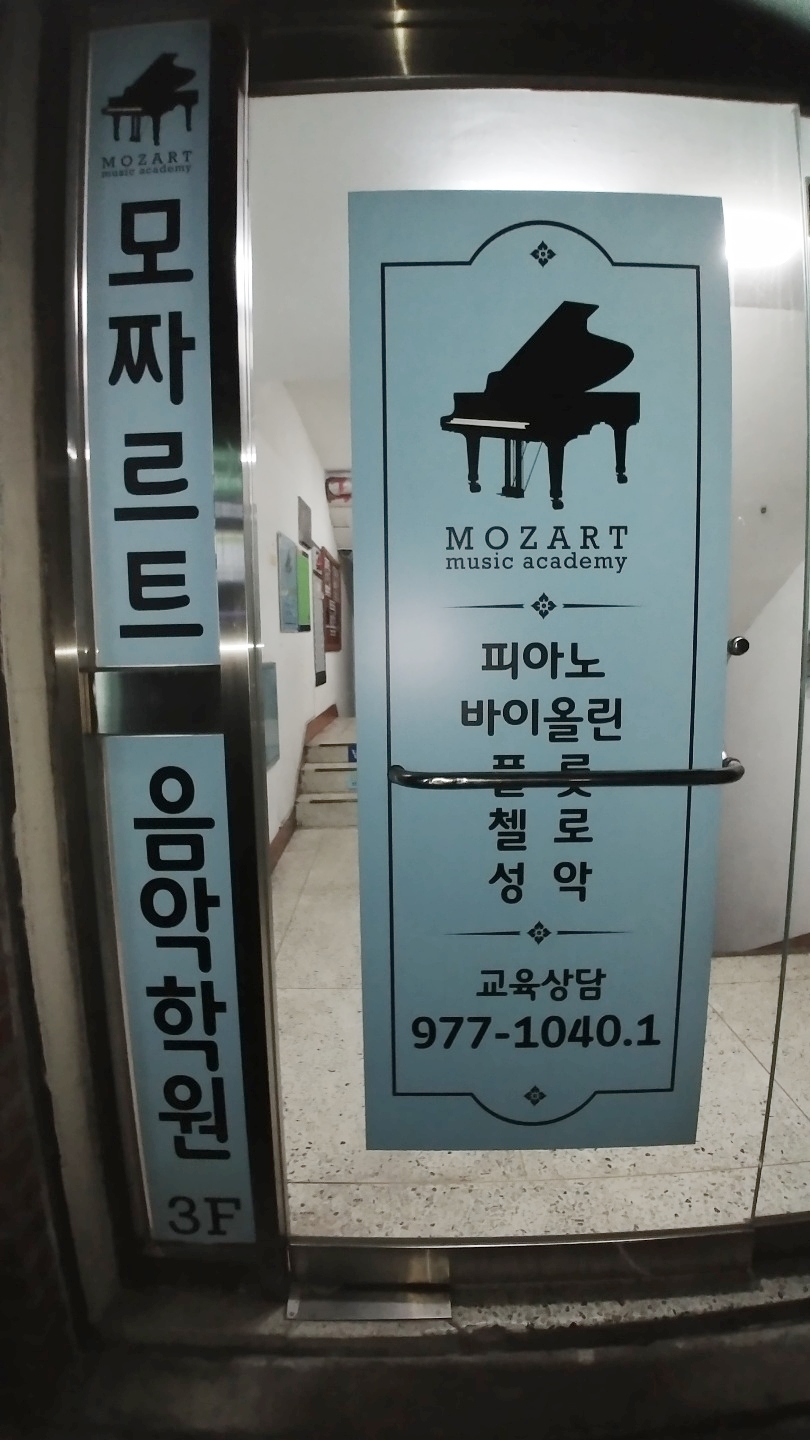 MOZART
music academy
모짜르트
음악학원
3F
MOZART
music academy
피아노
바이올린
플 룻
첼 로
성 악
교육상담
977-1040.1